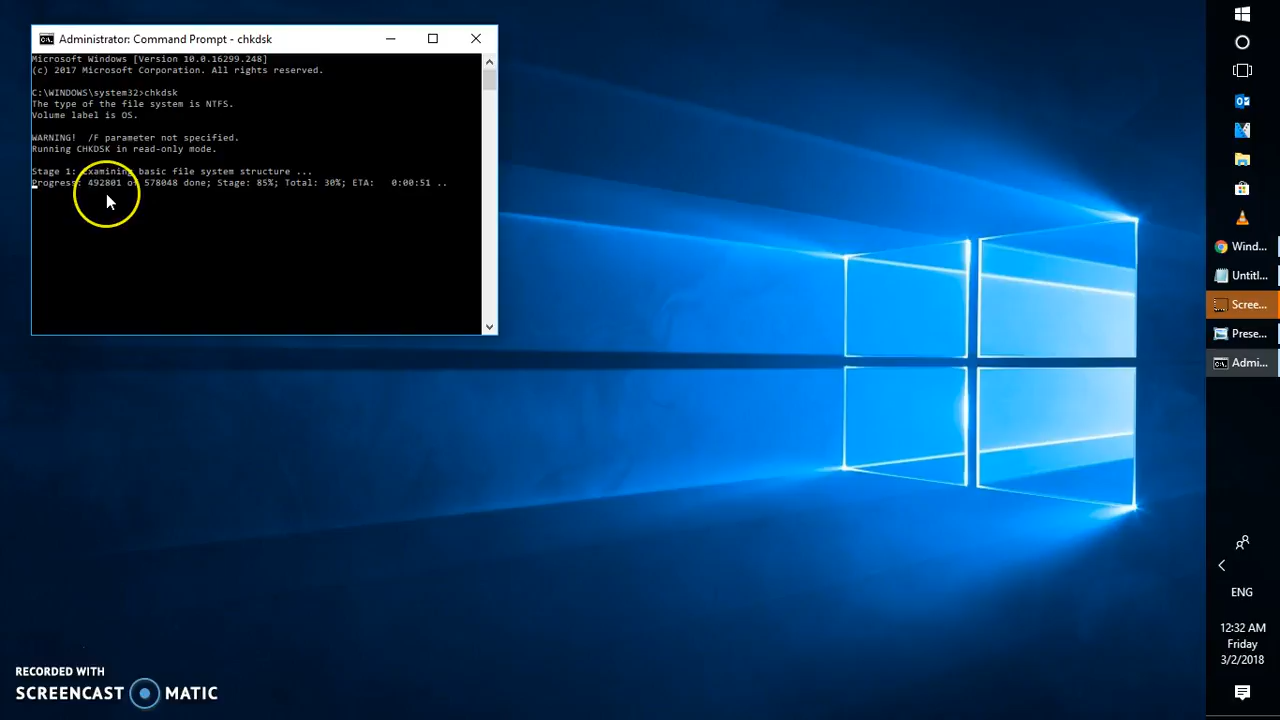 Administrator: Command Prompt - chkdsk
Microsoft Windows [Version 10.0.16299.248]
(c) 2017 Microsoft Corporation. All rights reserved.
C:\WINDOWS\system32>chkdsk
The type of the file system is NTFS.
Volume label is OS.
WARNING!  /F parameter not specified.
Running CHKDSK in read-only mode.
Stage 1: Examining basic file system structure ...
Progress: 492801 of 578048 done; Stage: 85%; Total: 30%; ETA:   0:00:51 ..
Wind...
Untitl...
Scree...
Prese...
Admi...
ENG
12:32 AM
Friday
3/2/2018
RECORDED WITH
SCREENCAST MATIC